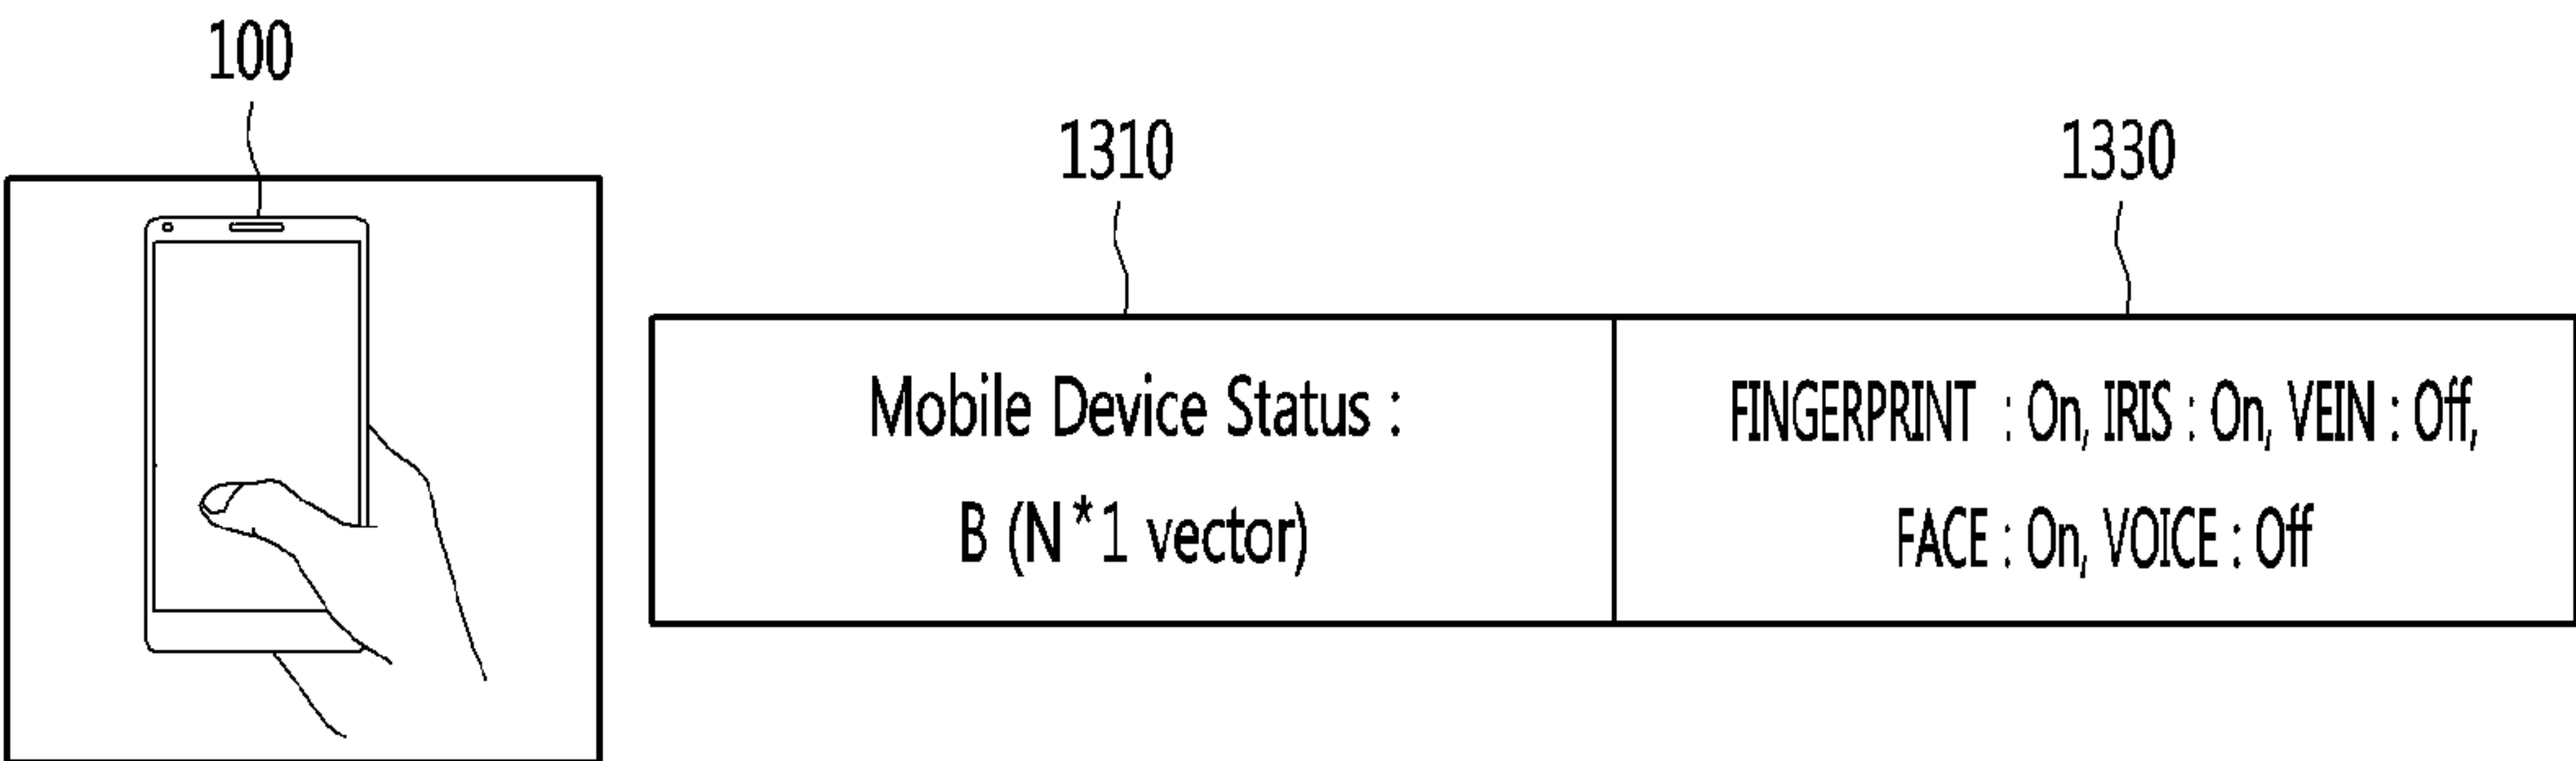 100
1310
1330
Mobile Device Status :
B (N*1 vector)
FINGERPRINT : On, IRIS : On, VEIN : Off,
FACE : On, VOICE : Off